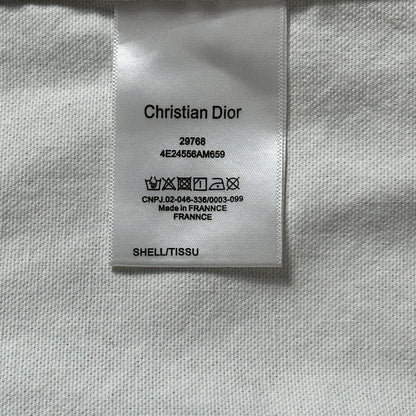 Christian Dior
29768
4E24556AM659
CNPJ.02-046-336/0003-099
Made in FRANNCE
FRANNCE
SHELL/TISSU